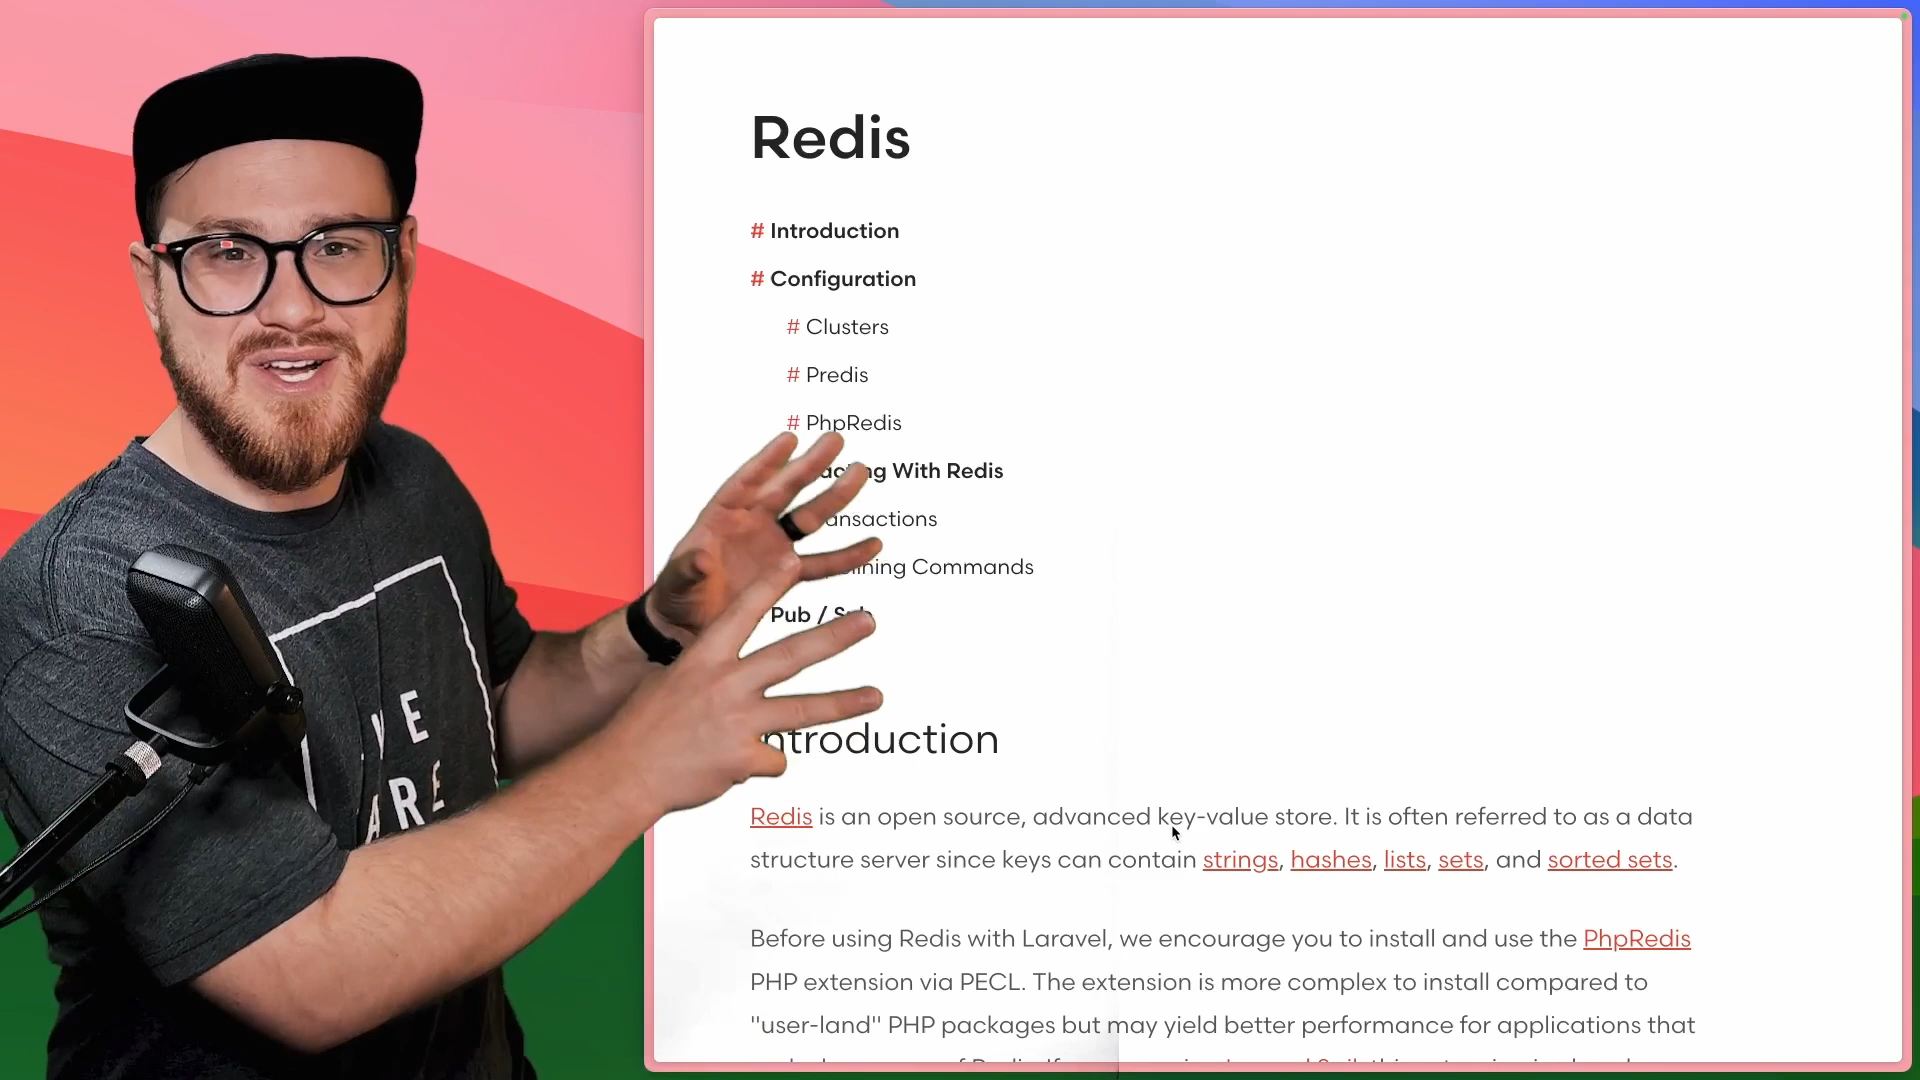 Redis
# Introduction
# Configuration
# Clusters
# Predis
# PhpRedis
With Redis
Commands
Pub /
Introduction
Redis is an open source, advanced key-value store. It is often referred to as a data
structure server since keys can contain strings, hashes, lists, sets, and sorted sets.
Before using Redis with Laravel, we encourage you to install and use the PhpRedis
PHP extension via PECL. The extension is more complex to install compared to
"user-land" PHP packages but may yield better performance for applications that
WE
ARE